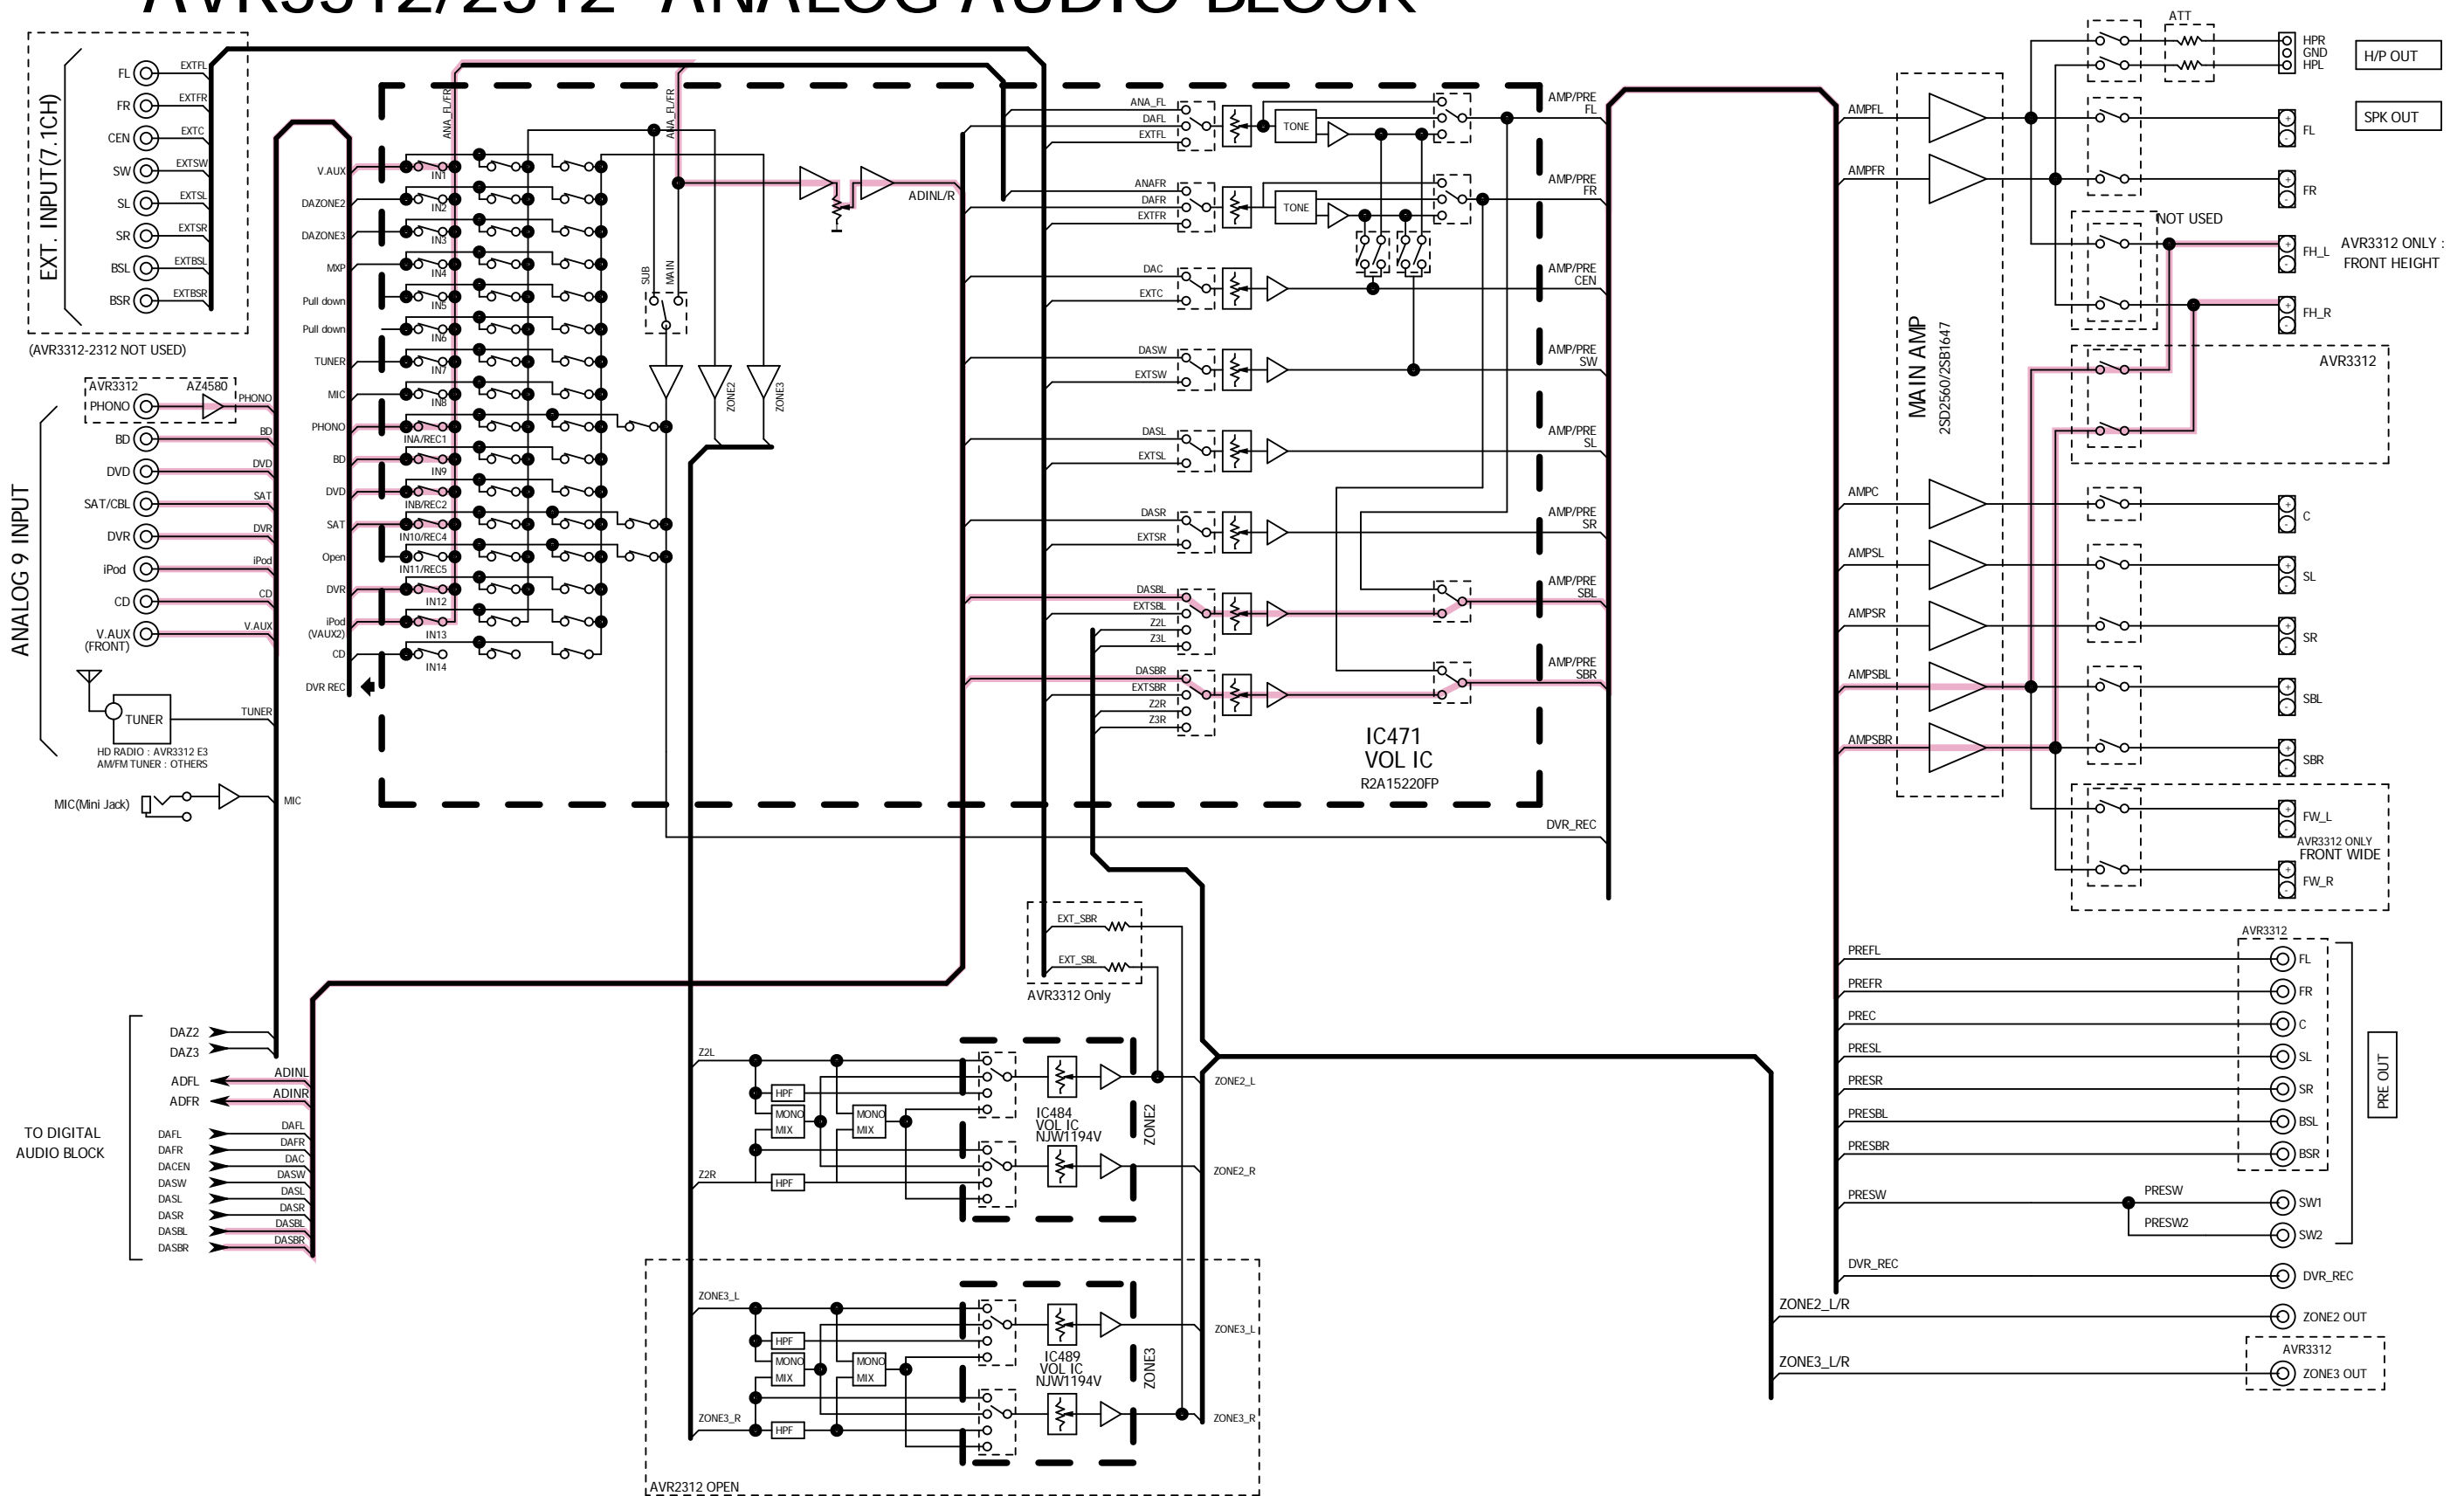 AVR3312/2312 ANALOG AUDIO BLOCK
EXT. INPUT(7.1CH)
FL
EXTFL
FR
EXTFR
CEN
EXTC
SW
EXTSW
SL
EXTSL
SR
EXTSR
BSL
EXTBSL
BSR
EXTBSR
(AVR3312-2312 NOT USED)
ANALOG 9 INPUT
AVR3312
AZ4580
PHONO
PHONO
BD
BD
DVD
DVD
SAT/CBL
SAT
DVR
DVR
iPod
iPod
CD
CD
V.AUX
(FRONT)
V.AUX
TUNER
TUNER
HD RADIO : AVR3312 E3
AM/FM TUNER : OTHERS
MIC(Mini Jack)
MIC
V.AUX
IN1
DAZONE2
IN2
DAZONE3
IN3
MXP
IN4
Pull down
IN5
Pull down
IN6
TUNER
IN7
MIC
IN8
PHONO
INA/REC1
BD
IN9
DVD
INB/REC2
SAT
IN10/REC4
Open
IN11/REC5
DVR
IN12
iPod
(VAUX2)
IN13
CD
IN14
DVR REC
ANA_FL/FR
ANA_FL/FR
SUB
MAIN
ZONE2
ZONE3
ADINL/R
ANA_FL
DAFL
EXTFL
TONE
AMP/PRE
FL
ANAFR
DAFR
EXTFR
TONE
AMP/PRE
FR
DAC
EXTC
AMP/PRE
CEN
DASW
EXTSW
AMP/PRE
SW
DASL
EXTSL
AMP/PRE
SL
DASR
EXTSR
AMP/PRE
SR
DASBL
EXTSBL
Z2L
Z3L
AMP/PRE
SBL
DASBR
EXTSBR
Z2R
Z3R
AMP/PRE
SBR
IC471
VOL IC
R2A15220FP
DVR_REC
AMPFL
AMPFR
AMPC
AMPSL
AMPSR
AMPSBL
AMPSBR
MAIN AMP
2SD2560/2SB1647
ATT
HPR
GND
HPL
H/P OUT
SPK OUT
FL
FR
NOT USED
FH_L
AVR3312 ONLY :
FRONT HEIGHT
FH_R
AVR3312
C
SL
SR
SBL
SBR
FW_L
AVR3312 ONLY
FRONT WIDE
FW_R
EXT_SBR
EXT_SBL
AVR3312 Only
TO DIGITAL
AUDIO BLOCK
DAZ2
DAZ3
ADFL
ADINL
ADFR
ADINR
DAFL
DAFL
DAFR
DAFR
DACEN
DAC
DASW
DASW
DASL
DASL
DASR
DASR
DASBL
DASBL
DASBR
DASBR
Z2L
HPF
MONO
MIX
MONO
MIX
Z2R
HPF
IC484
VOL IC
NJW1194V
ZONE2
ZONE2_L
ZONE2_R
ZONE3_L
HPF
MONO
MIX
MONO
MIX
ZONE3_R
HPF
IC489
VOL IC
NJW1194V
ZONE3
ZONE3_L
ZONE3_R
AVR2312 OPEN
AVR3312
PREFL
FL
PREFR
FR
PREC
C
PRESL
SL
PRESR
SR
PRESBL
BSL
PRESBR
BSR
PRE OUT
PRESW
PRESW
SW1
PRESW2
SW2
DVR_REC
DVR_REC
ZONE2_L/R
ZONE2 OUT
AVR3312
ZONE3_L/R
ZONE3 OUT